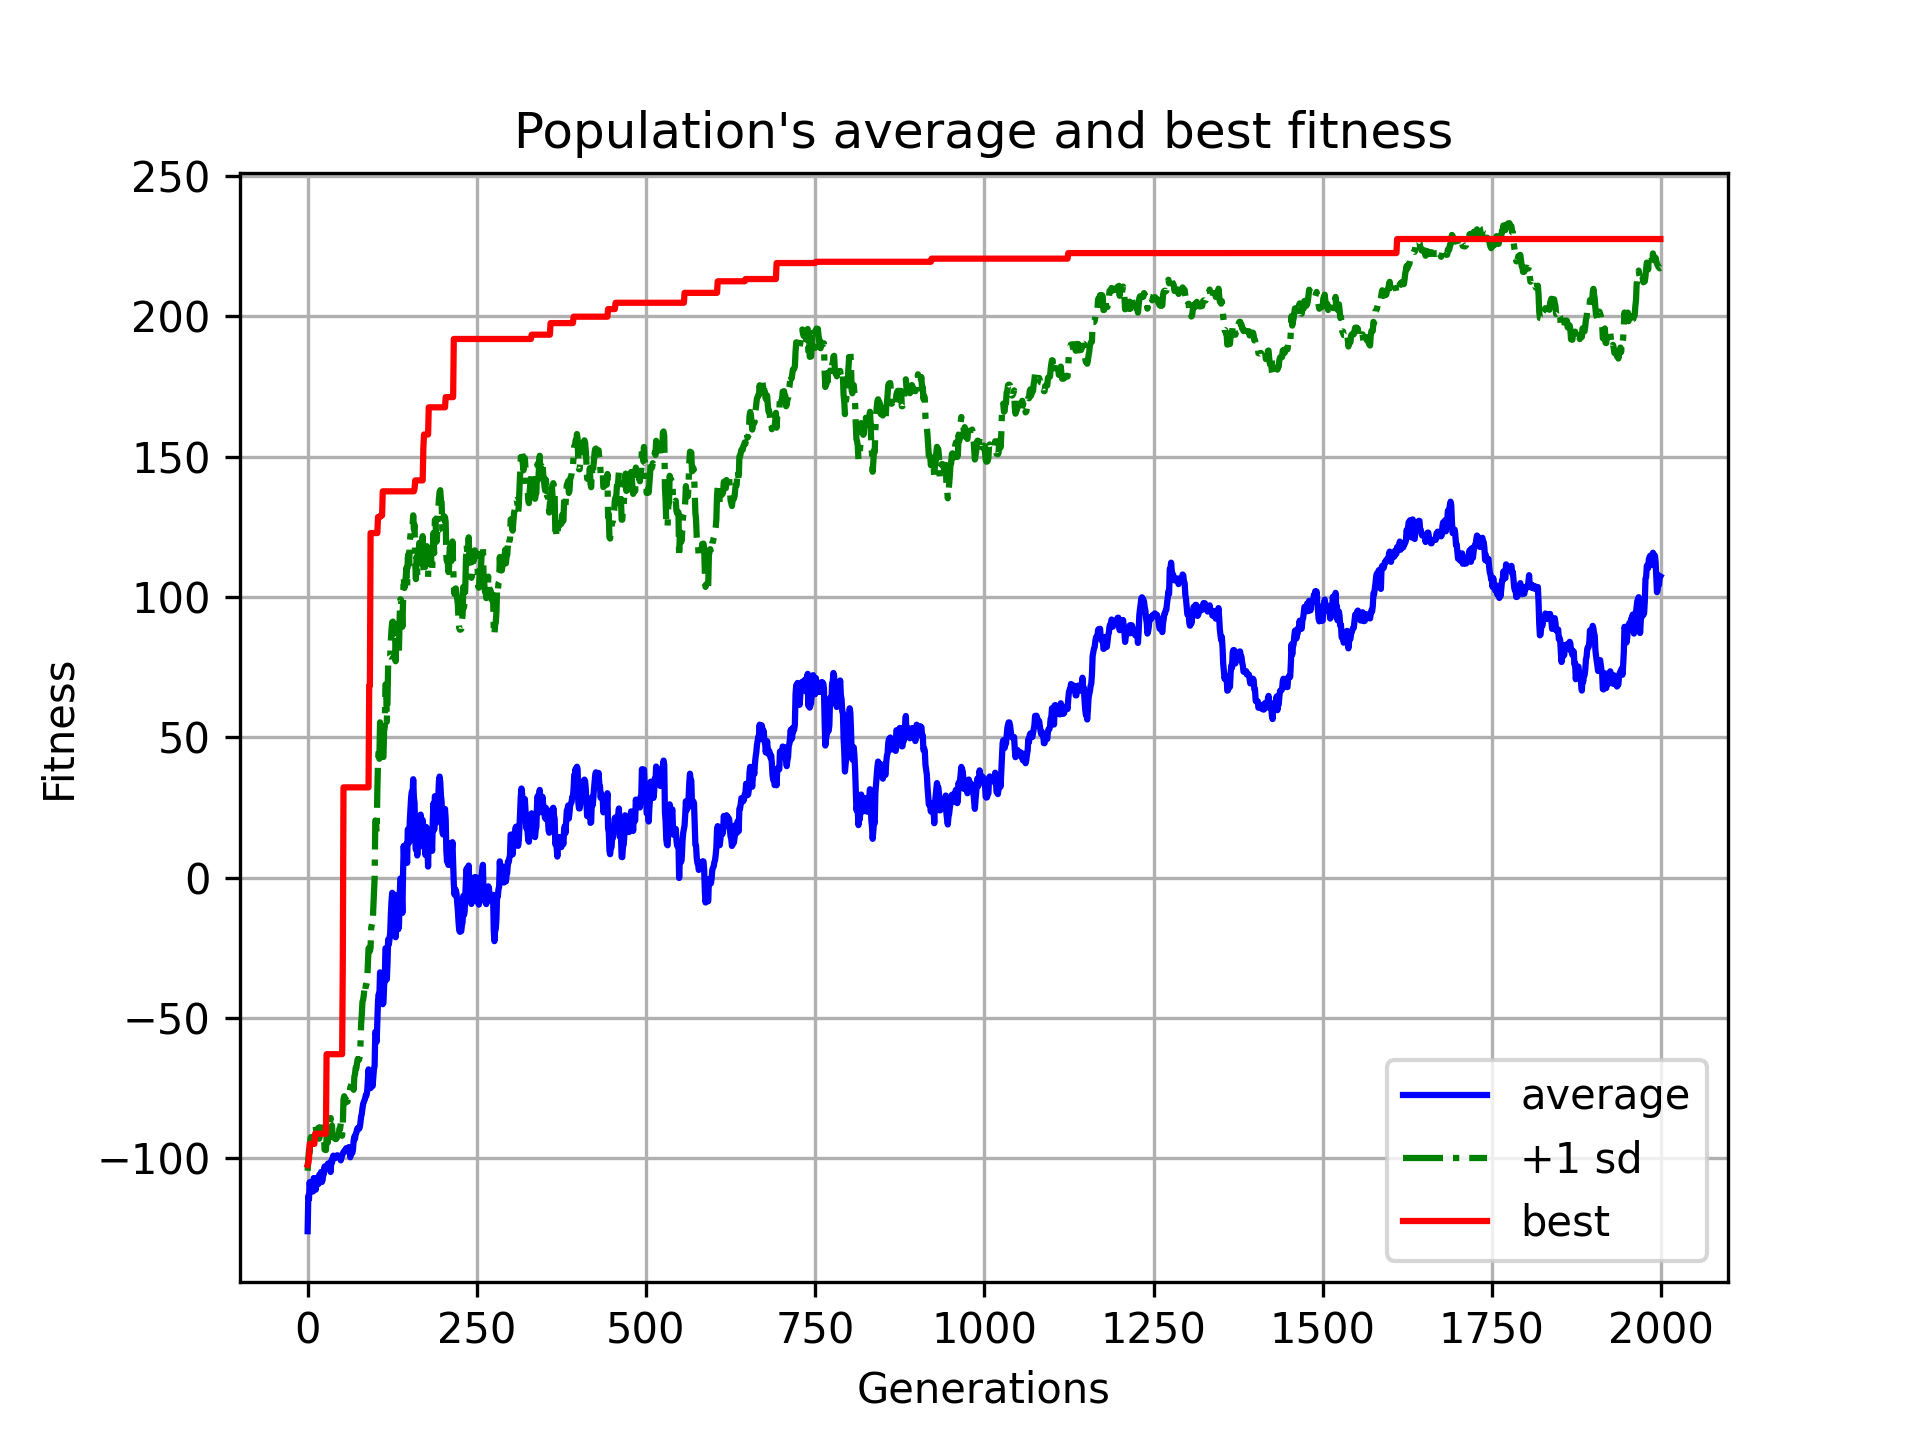 Population's average and best fitness
250
200
150
100
50
0
−50
−100
Fitness
0 250 500 750 1000 1250 1500 1750 2000
Generations
average
+1 sd
best